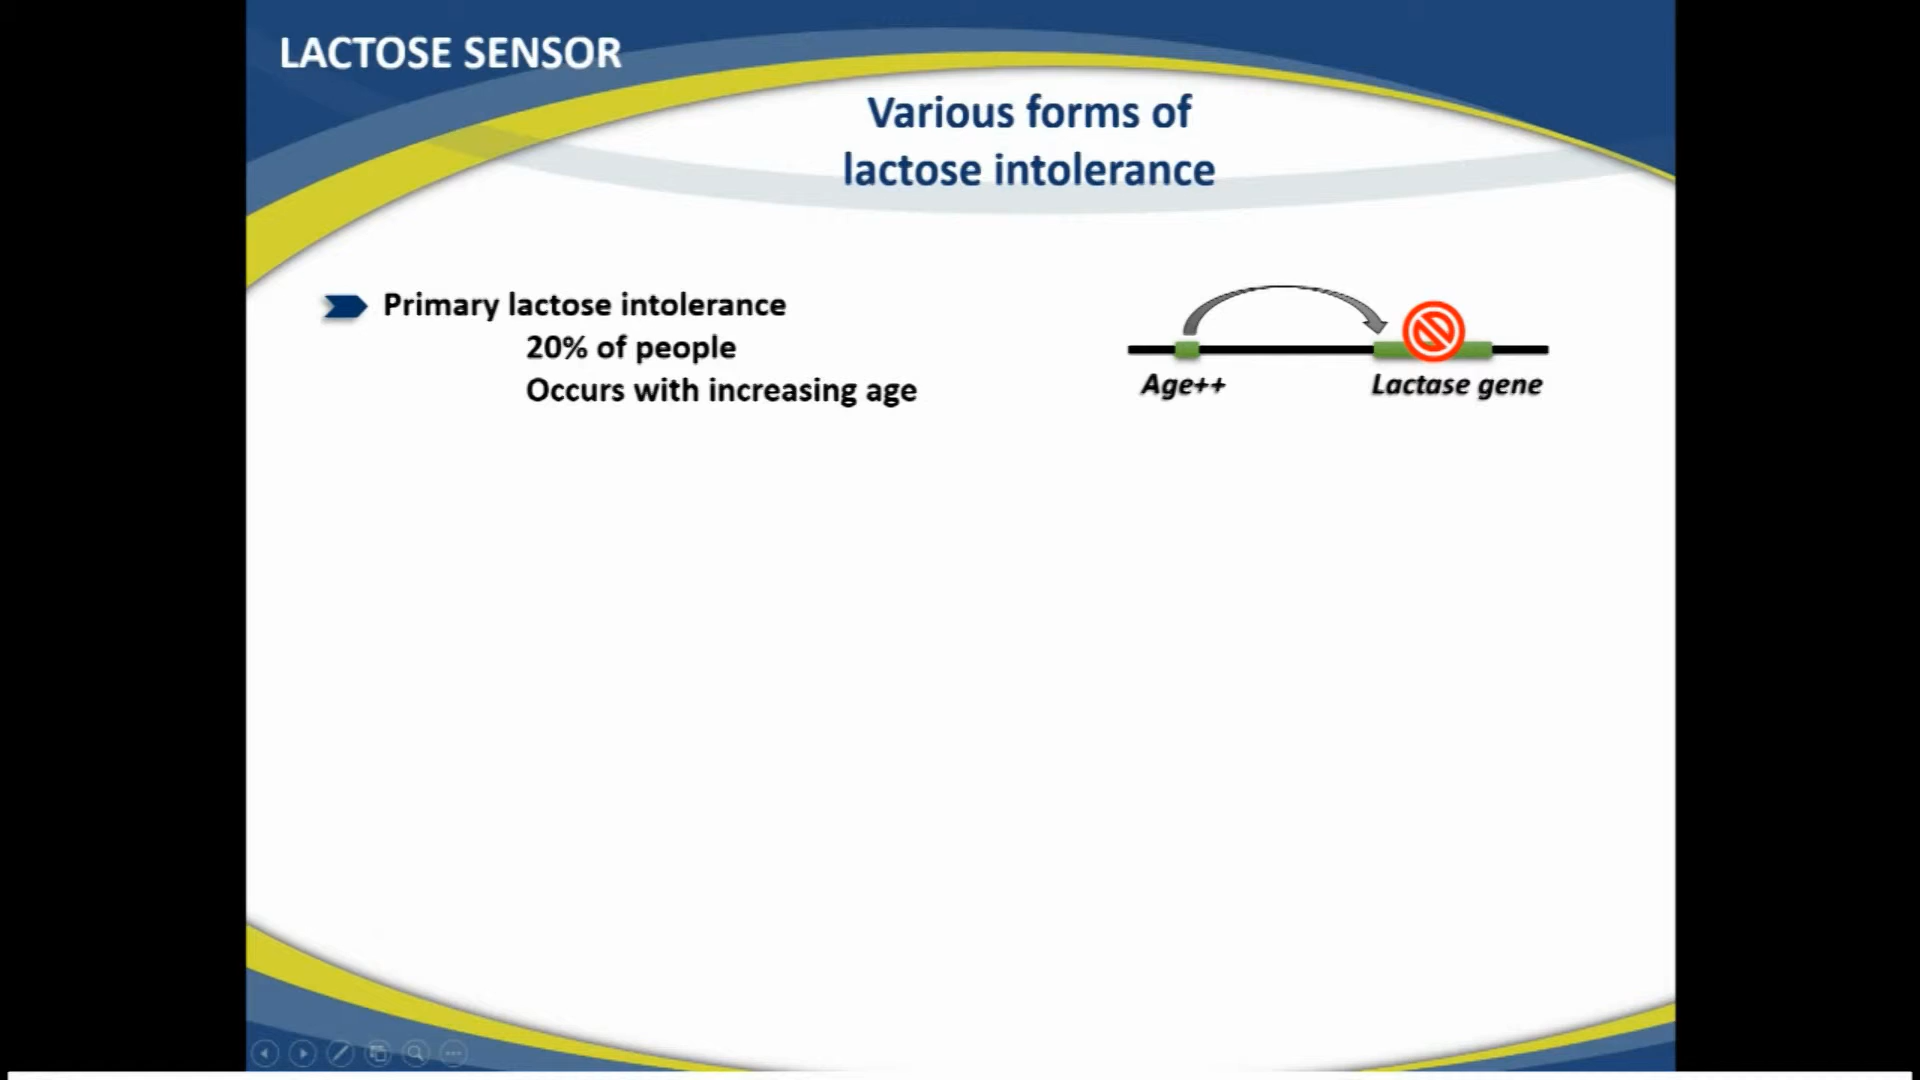 LACTOSE SENSOR
Various forms of
lactose intolerance
Primary lactose intolerance
20% of people
Occurs with increasing age
Age++
Lactase gene